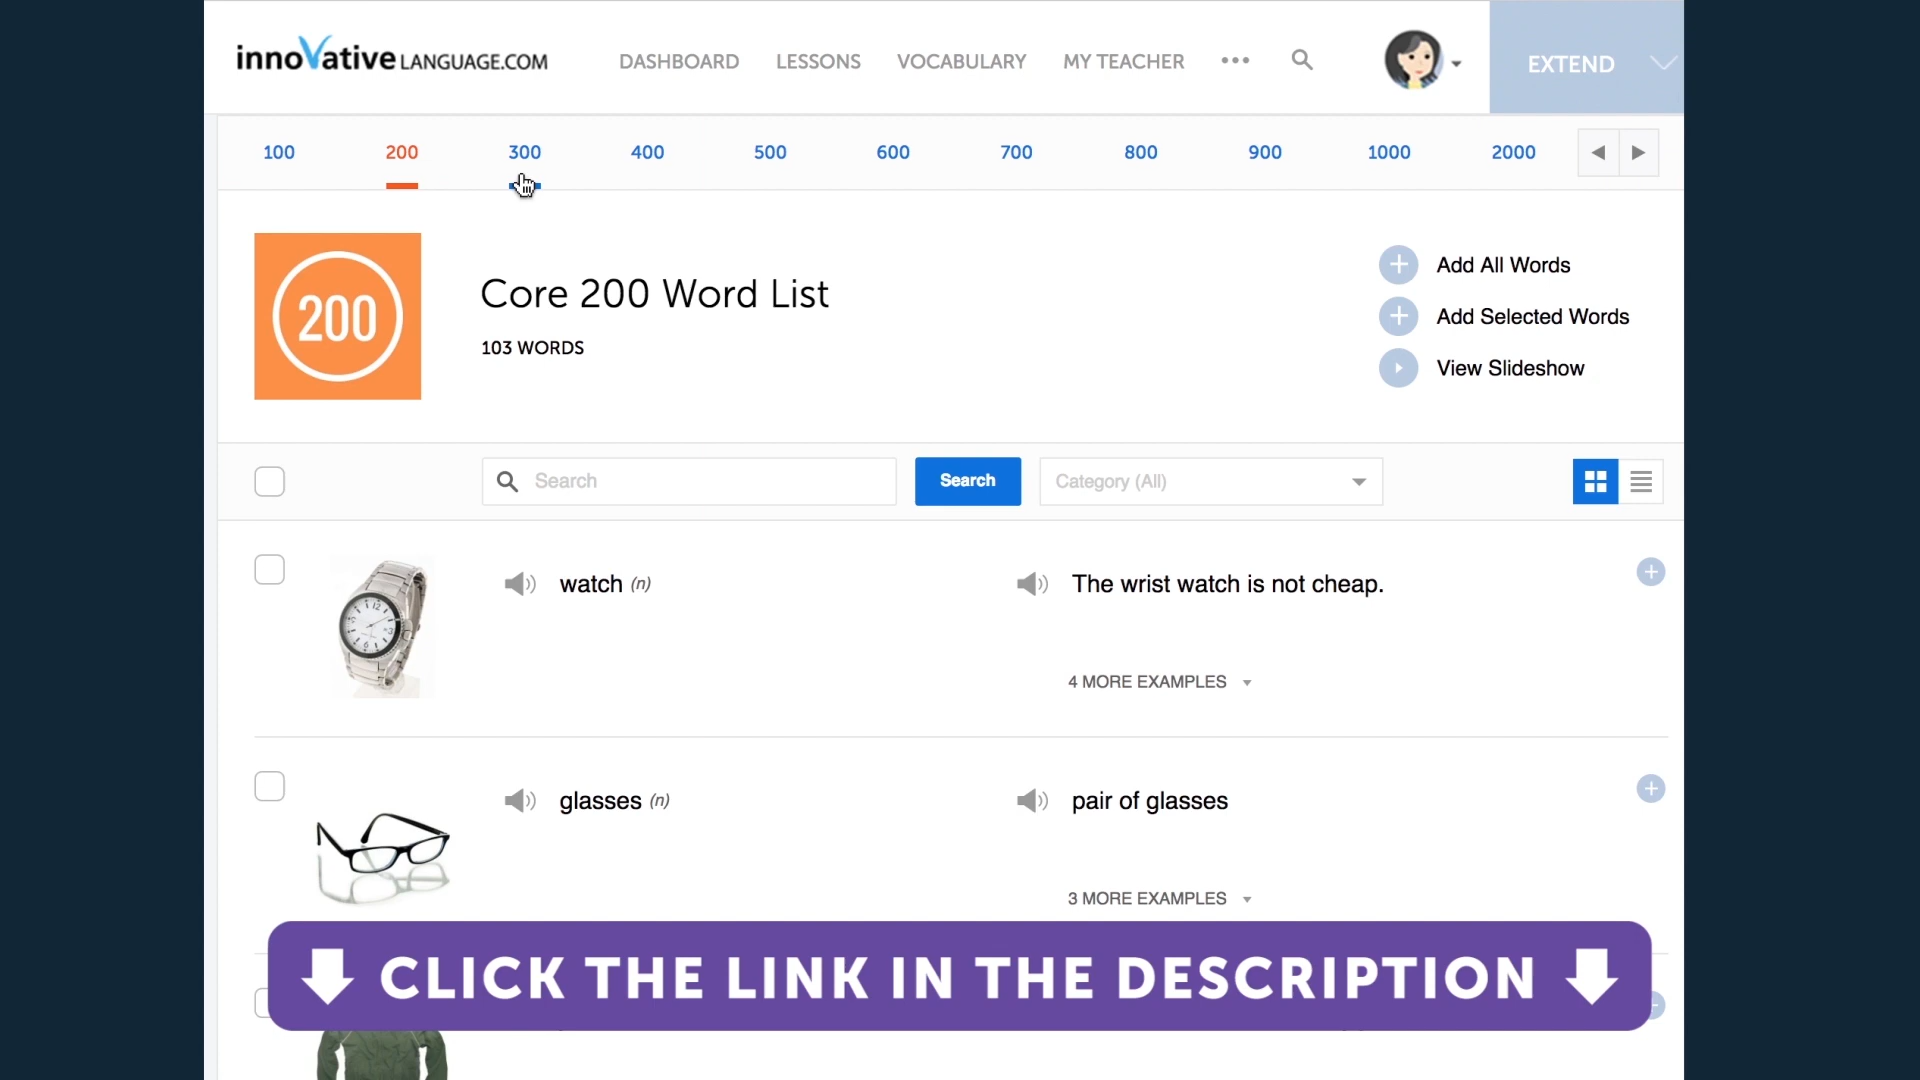 innoVative LANGUAGE.COM
DASHBOARD LESSONS VOCABULARY MY TEACHER ••• EXTEND
100 200 300 400 500 600 700 800 900 1000 2000
200
Core 200 Word List
103 WORDS
Add All Words
Add Selected Words
View Slideshow
Search Search Category (All)
watch (n) The wrist watch is not cheap.
4 MORE EXAMPLES
glasses (n) pair of glasses
3 MORE EXAMPLES
CLICK THE LINK IN THE DESCRIPTION